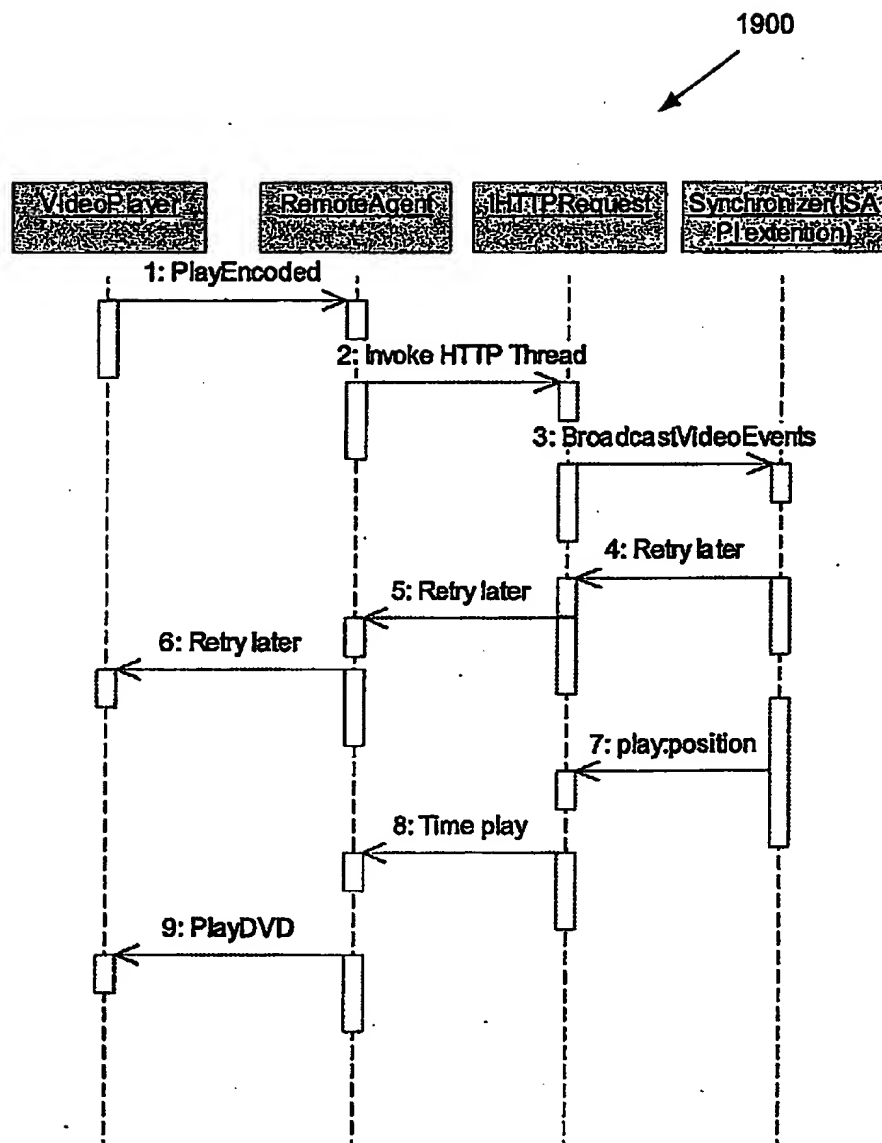 1900
VideoPlayer
RemoteAgent
IHTTPRequest
Synchronizer(ISA
PI extention)
1: PlayEncoded
2: Invoke HTTP Thread
3: BroadcastVideoEvents
4: Retry later
5: Retry later
6: Retry later
7: play:position
8: Time play
9: PlayDVD